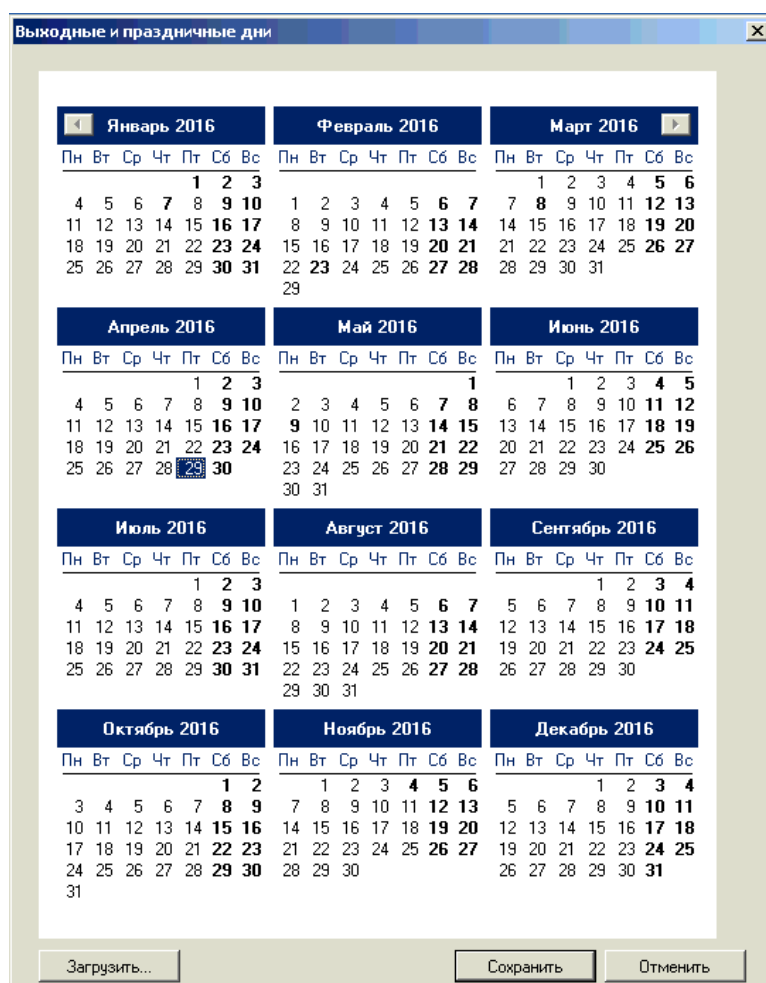 Выходные и праздничные дни
Январь 2016 Февраль 2016 Март 2016
Пн Вт Ср Чт Пт Сб Вс Пн Вт Ср Чт Пт Сб Вс Пн Вт Ср Чт Пт Сб Вс
1 2 3 1 2 3 4 5 6
4 5 6 7 8 9 10 1 2 3 4 5 6 7 7 8 9 10 11 12 13
11 12 13 14 15 16 17 8 9 10 11 12 13 14 14 15 16 17 18 19 20
18 19 20 21 22 23 24 15 16 17 18 19 20 21 21 22 23 24 25 26 27
25 26 27 28 29 30 31 22 23 24 25 26 27 28 28 29 30 31
29
Апрель 2016 Май 2016 Июнь 2016
Пн Вт Ср Чт Пт Сб Вс Пн Вт Ср Чт Пт Сб Вс Пн Вт Ср Чт Пт Сб Вс
1 2 3 1 1 2 3 4 5
4 5 6 7 8 9 10 2 3 4 5 6 7 8 6 7 8 9 10 11 12
11 12 13 14 15 16 17 9 10 11 12 13 14 15 13 14 15 16 17 18 19
18 19 20 21 22 23 24 16 17 18 19 20 21 22 20 21 22 23 24 25 26
25 26 27 28 29 30 23 24 25 26 27 28 29 27 28 29 30
30 31
Июль 2016 Август 2016 Сентябрь 2016
Пн Вт Ср Чт Пт Сб Вс Пн Вт Ср Чт Пт Сб Вс Пн Вт Ср Чт Пт Сб Вс
1 2 3 1 2 3 4
4 5 6 7 8 9 10 1 2 3 4 5 6 7 5 6 7 8 9 10 11
11 12 13 14 15 16 17 8 9 10 11 12 13 14 12 13 14 15 16 17 18
18 19 20 21 22 23 24 15 16 17 18 19 20 21 19 20 21 22 23 24 25
25 26 27 28 29 30 31 22 23 24 25 26 27 28 26 27 28 29 30
29 30 31
Октябрь 2016 Ноябрь 2016 Декабрь 2016
Пн Вт Ср Чт Пт Сб Вс Пн Вт Ср Чт Пт Сб Вс Пн Вт Ср Чт Пт Сб Вс
1 2 1 2 3 4 5 6 1 2 3 4
3 4 5 6 7 8 9 7 8 9 10 11 12 13 5 6 7 8 9 10 11
10 11 12 13 14 15 16 14 15 16 17 18 19 20 12 13 14 15 16 17 18
17 18 19 20 21 22 23 21 22 23 24 25 26 27 19 20 21 22 23 24 25
24 25 26 27 28 29 30 28 29 30 26 27 28 29 30 31
31
Загрузить... Сохранить Отменить